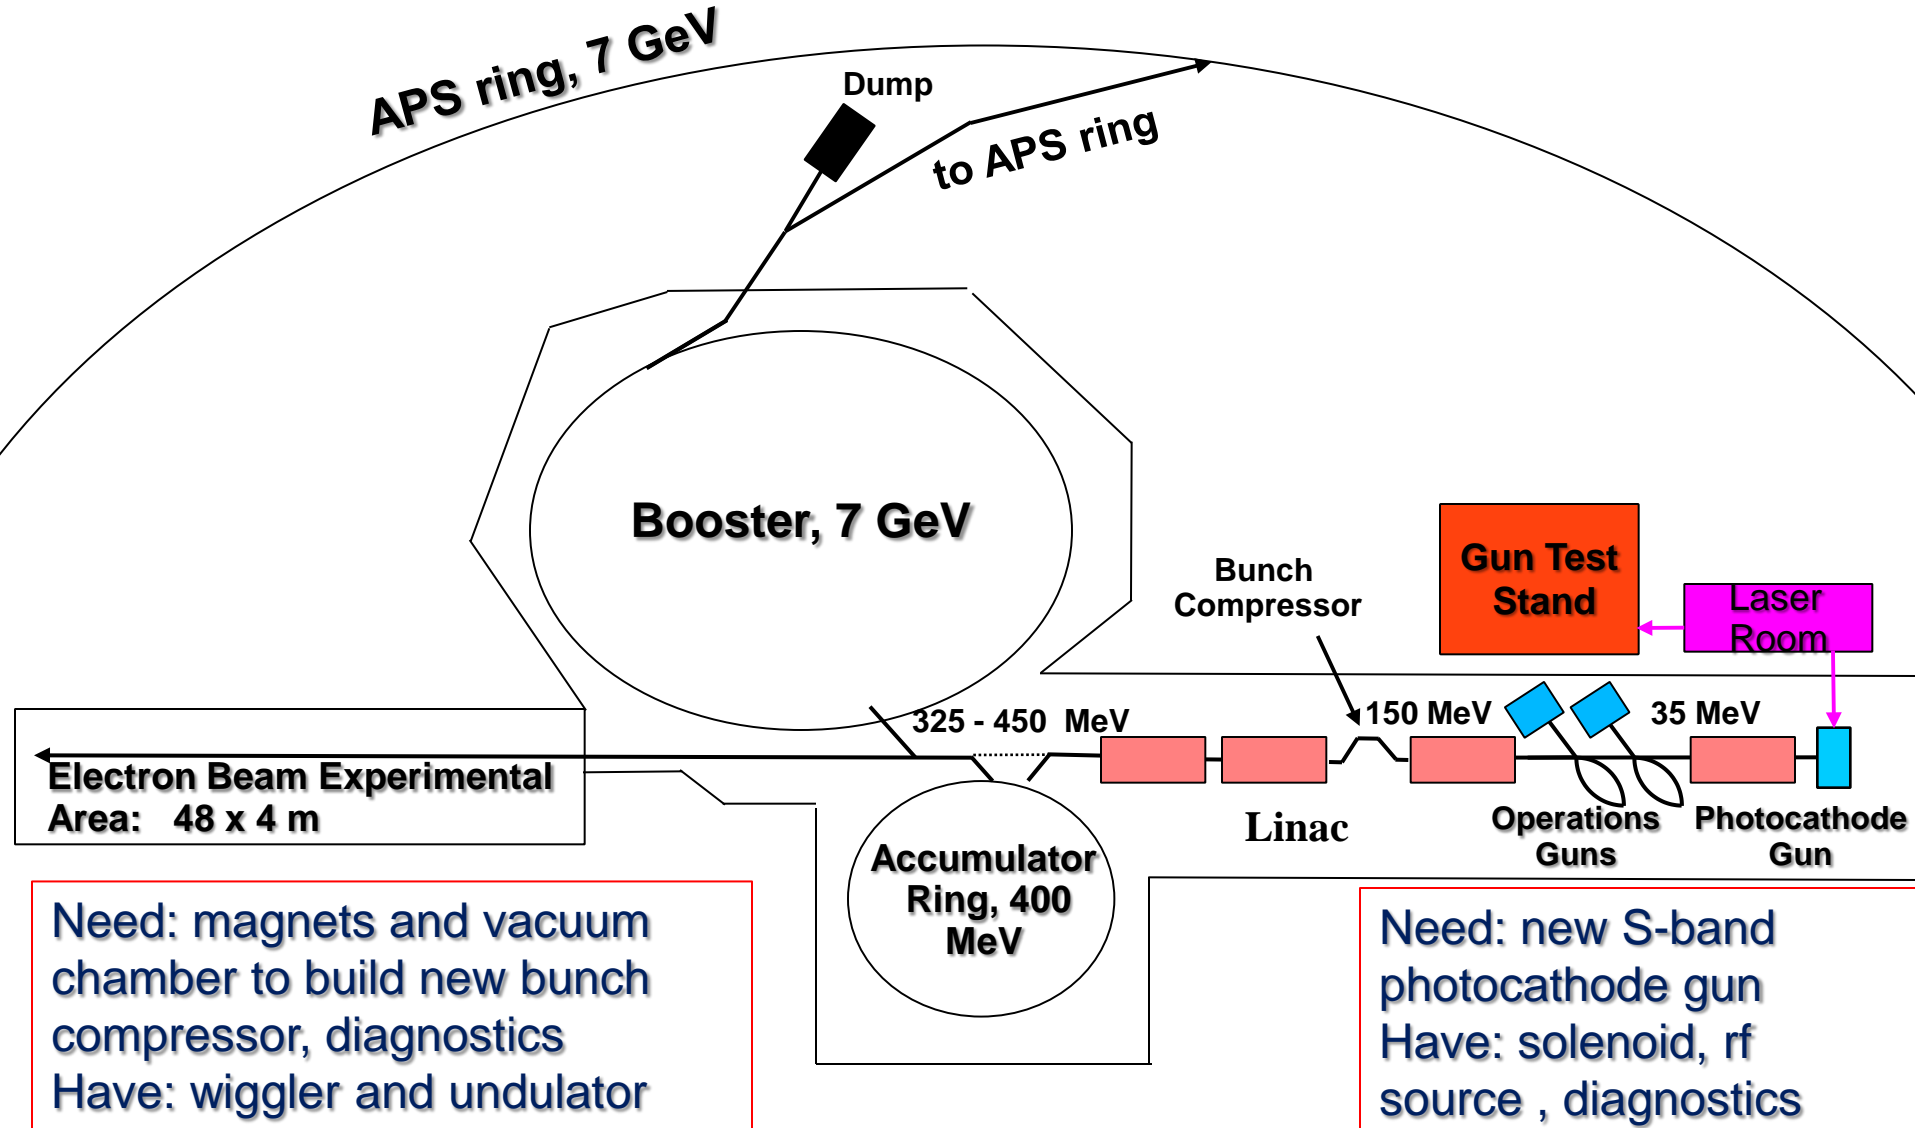 APS ring, 7 GeV
Dump
to APS ring
Booster, 7 GeV
Gun Test
Stand
Bunch
Compressor
Laser
Room
325 - 450  MeV
150 MeV
35 MeV
Electron Beam Experimental
Area:   48 x 4 m
Linac
Operations
Guns
Photocathode
Gun
Accumulator
Ring, 400
MeV
Need: magnets and vacuum
chamber to build new bunch
compressor, diagnostics
Have: wiggler and undulator
Need: new S-band
photocathode gun
Have: solenoid, rf
source , diagnostics